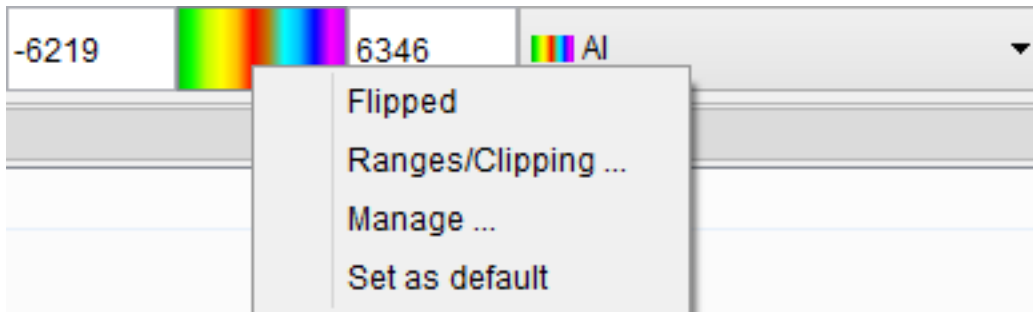 -6219 6346 AI
Flipped
Ranges/Clipping ...
Manage ...
Set as default